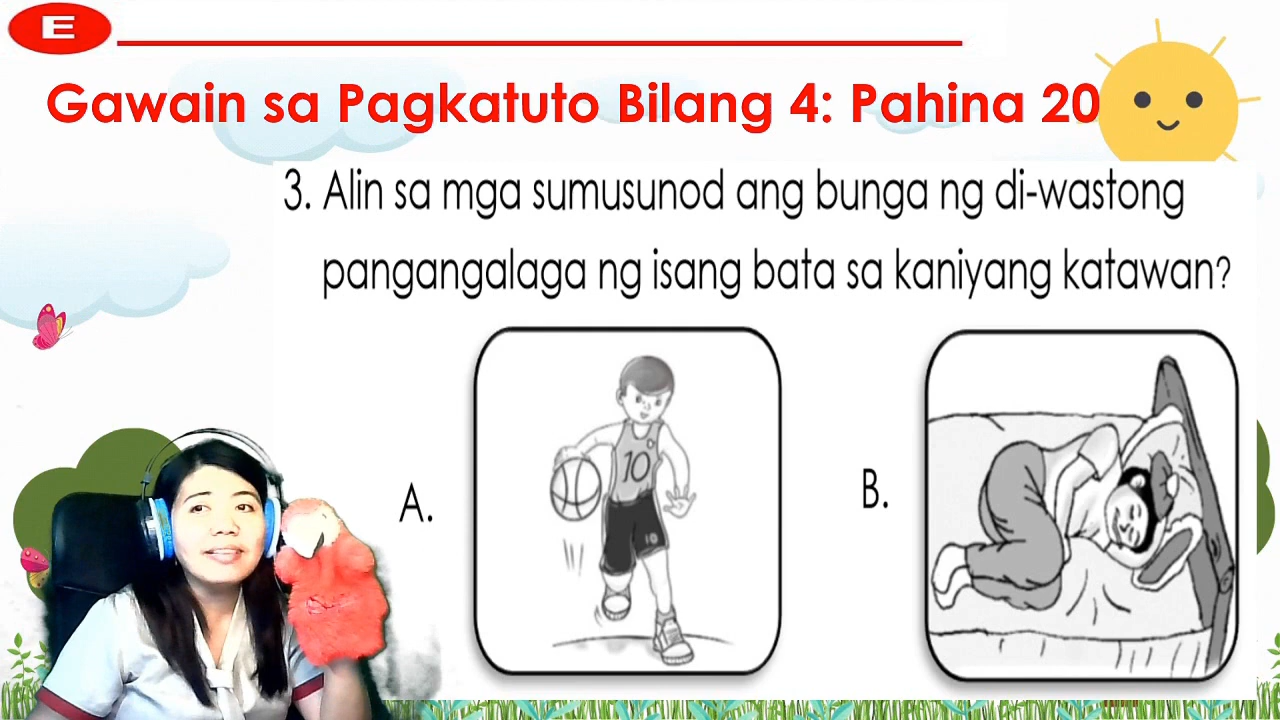 E
Gawain sa Pagkatuto Bilang 4: Pahina 20
3. Alin sa mga sumusunod ang bunga ng di-wastong
pangangalaga ng isang bata sa kaniyang katawan?
A.
10
B.